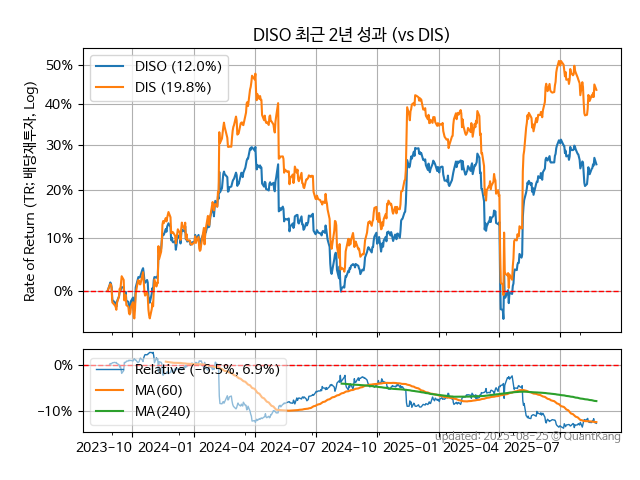 DISO 최근 2년 성과 (vs DIS)
Rate of Return (TR: 배당재투자, Log)
50%
40%
30%
20%
10%
0%
DISO (12.0%)
DIS (19.8%)
0%
−10%
Relative (−6.5%, 6.9%)
MA(60)
MA(240)
2023-10 2024-01 2024-04 2024-07 2024-10 2025-01 2025-04 2025-07
updated: 2025-08-25 © QuantKang